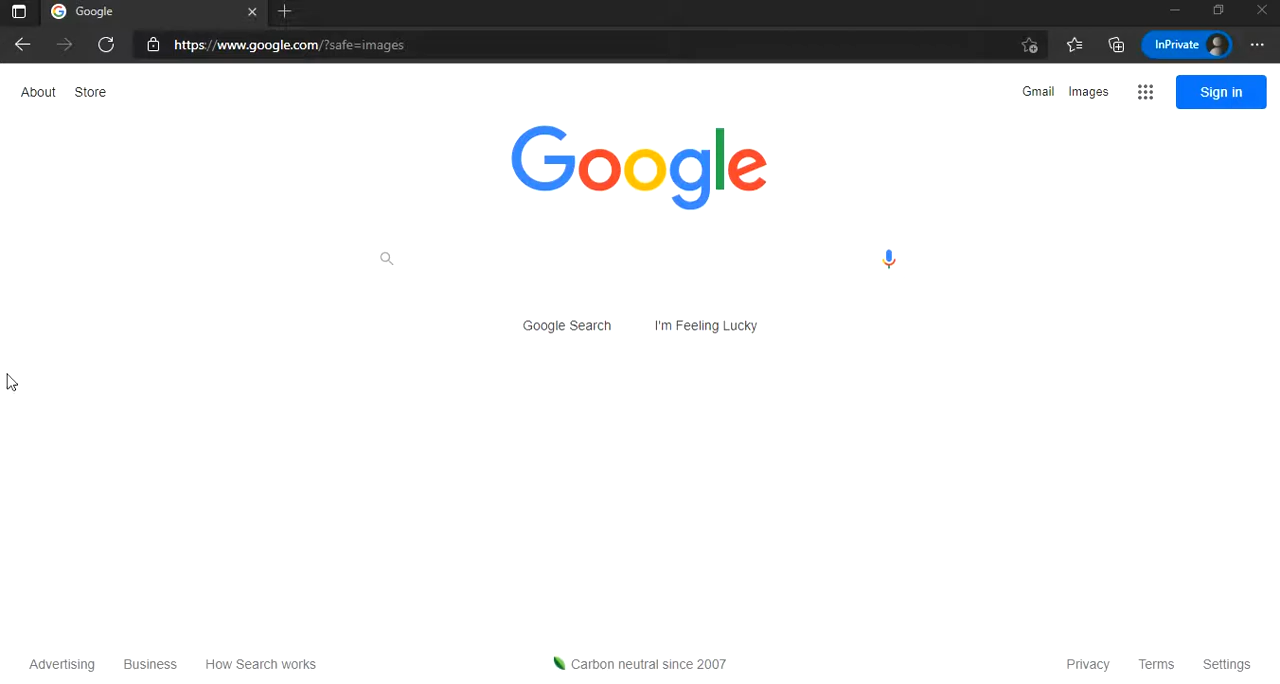 Google
https://www.google.com/?safe=images
InPrivate
About Store
Gmail Images
Sign in
Google
Google Search I'm Feeling Lucky
Advertising Business How Search works
Carbon neutral since 2007
Privacy Terms Settings